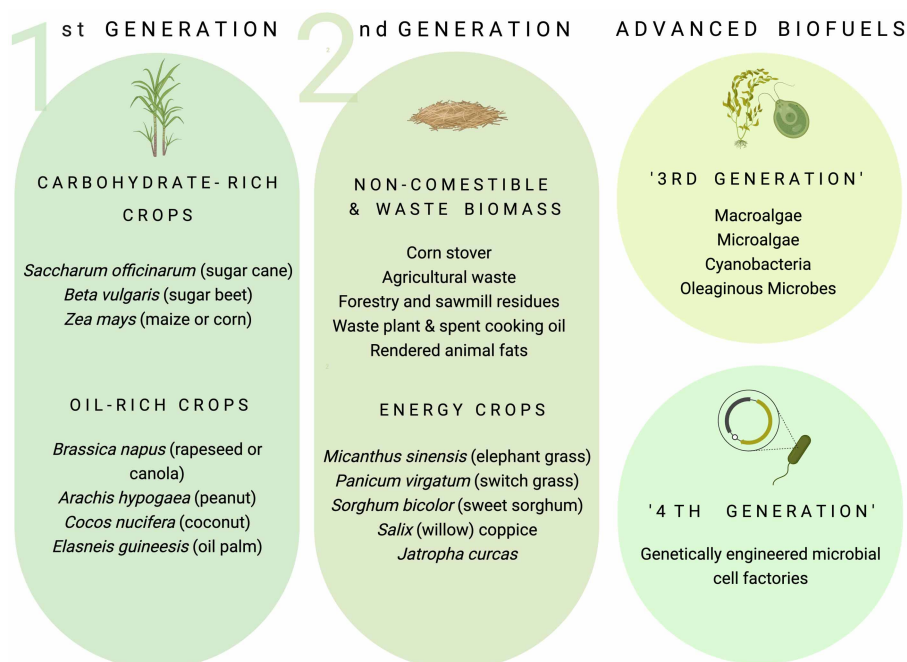 1st GENERATION
CARBOHYDRATE- RICH
CROPS
Saccharum officinarum (sugar cane)
Beta vulgaris (sugar beet)
Zea mays (maize or corn)
OIL-RICH CROPS
Brassica napus (rapeseed or
canola)
Arachis hypogaea (peanut)
Cocos nucifera (coconut)
Elasneis guineesis (oil palm)
2nd GENERATION
NON-COMESTIBLE
& WASTE BIOMASS
Corn stover
Agricultural waste
Forestry and sawmill residues
Waste plant & spent cooking oil
Rendered animal fats
ENERGY CROPS
Micanthus sinensis (elephant grass)
Panicum virgatum (switch grass)
Sorghum bicolor (sweet sorghum)
Salix (willow) coppice
Jatropha curcas
ADVANCED BIOFUELS
'3RD GENERATION'
Macroalgae
Microalgae
Cyanobacteria
Oleaginous Microbes
'4TH GENERATION'
Genetically engineered microbial
cell factories